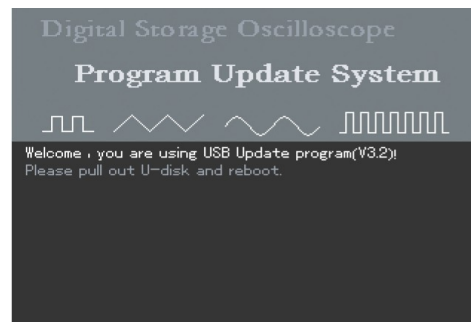 Digital Storage Oscilloscope
Program Update System
Welcome , you are using USB Update program(V3.2)!
Please pull out U-disk and reboot.